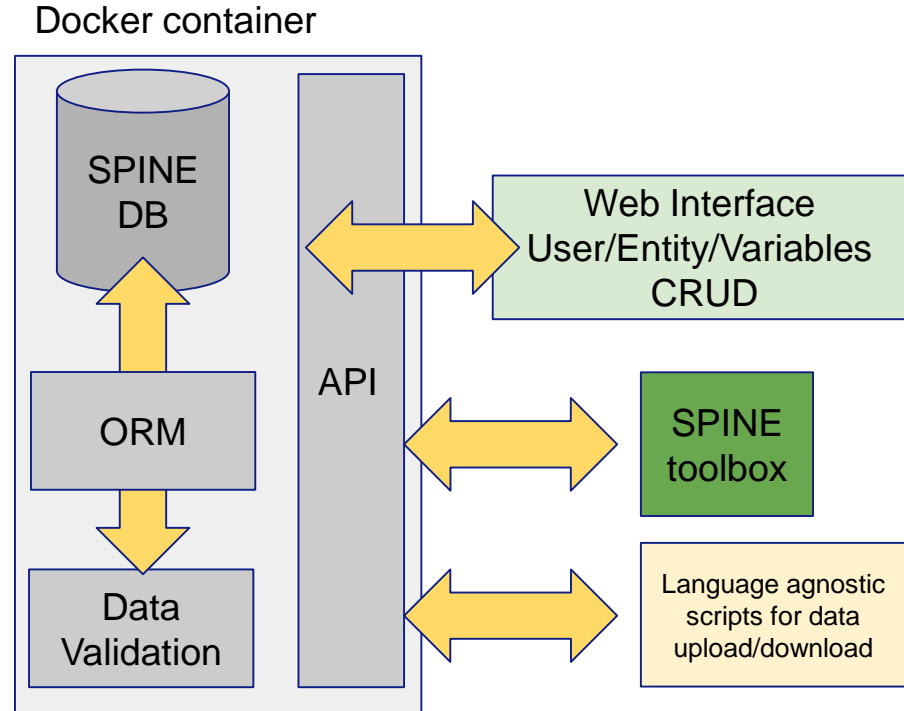 Docker container
SPINE
DB
ORM
Data
Validation
API
Web Interface
User/Entity/Variables
CRUD
SPINE
toolbox
Language agnostic
scripts for data
upload/download